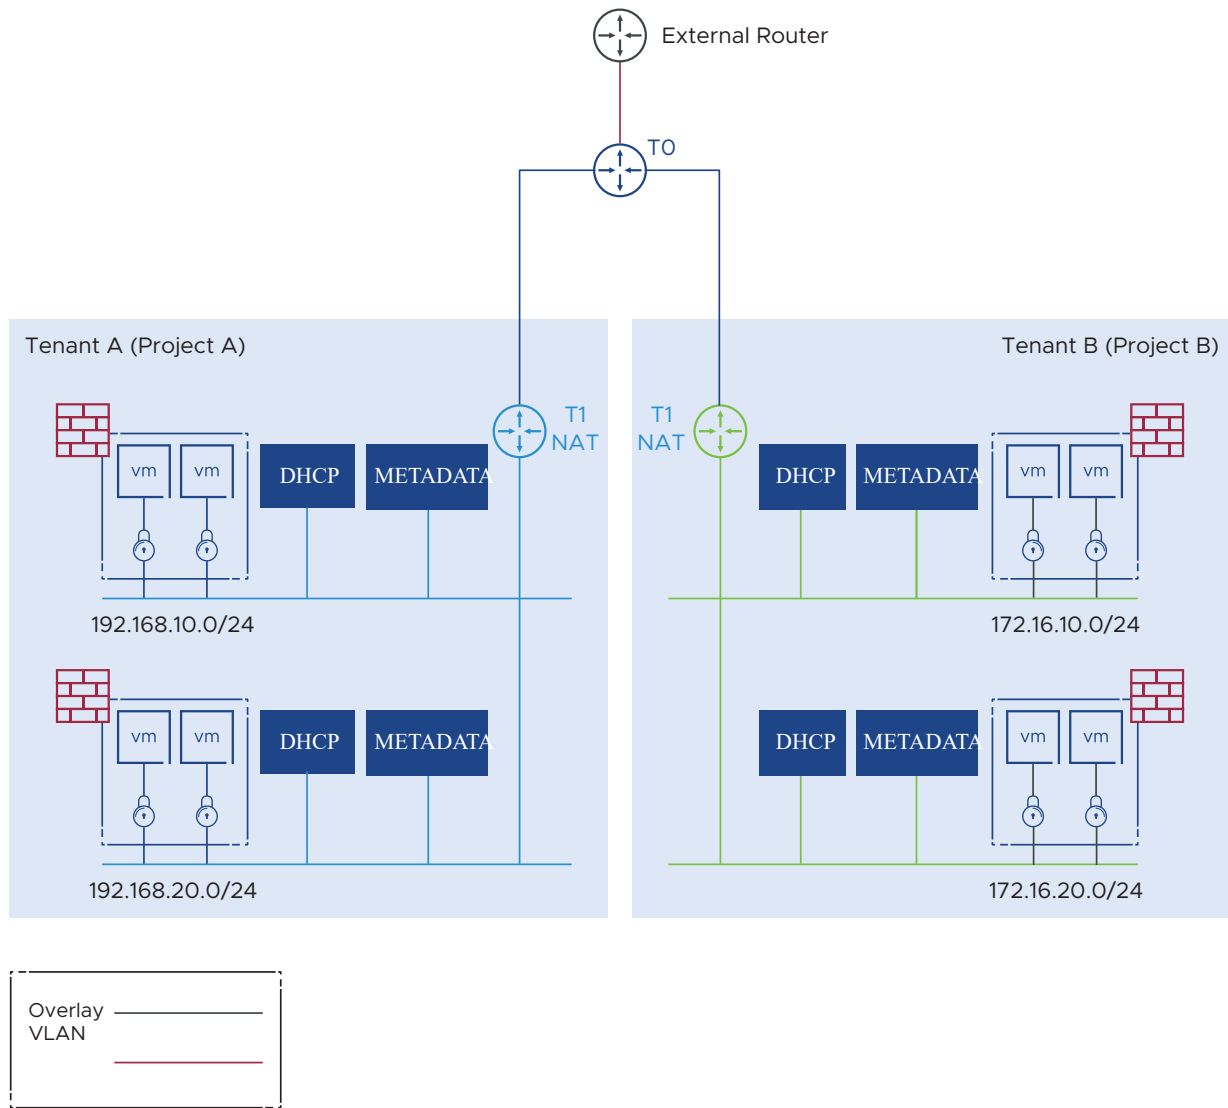 External Router
T0
Tenant A (Project A)
Tenant B (Project B)
T1
NAT
T1
NAT
vm
vm
DHCP
METADATA
DHCP
METADATA
vm
vm
192.168.10.0/24
172.16.10.0/24
vm
vm
DHCP
METADATA
DHCP
METADATA
vm
vm
192.168.20.0/24
172.16.20.0/24
Overlay
VLAN